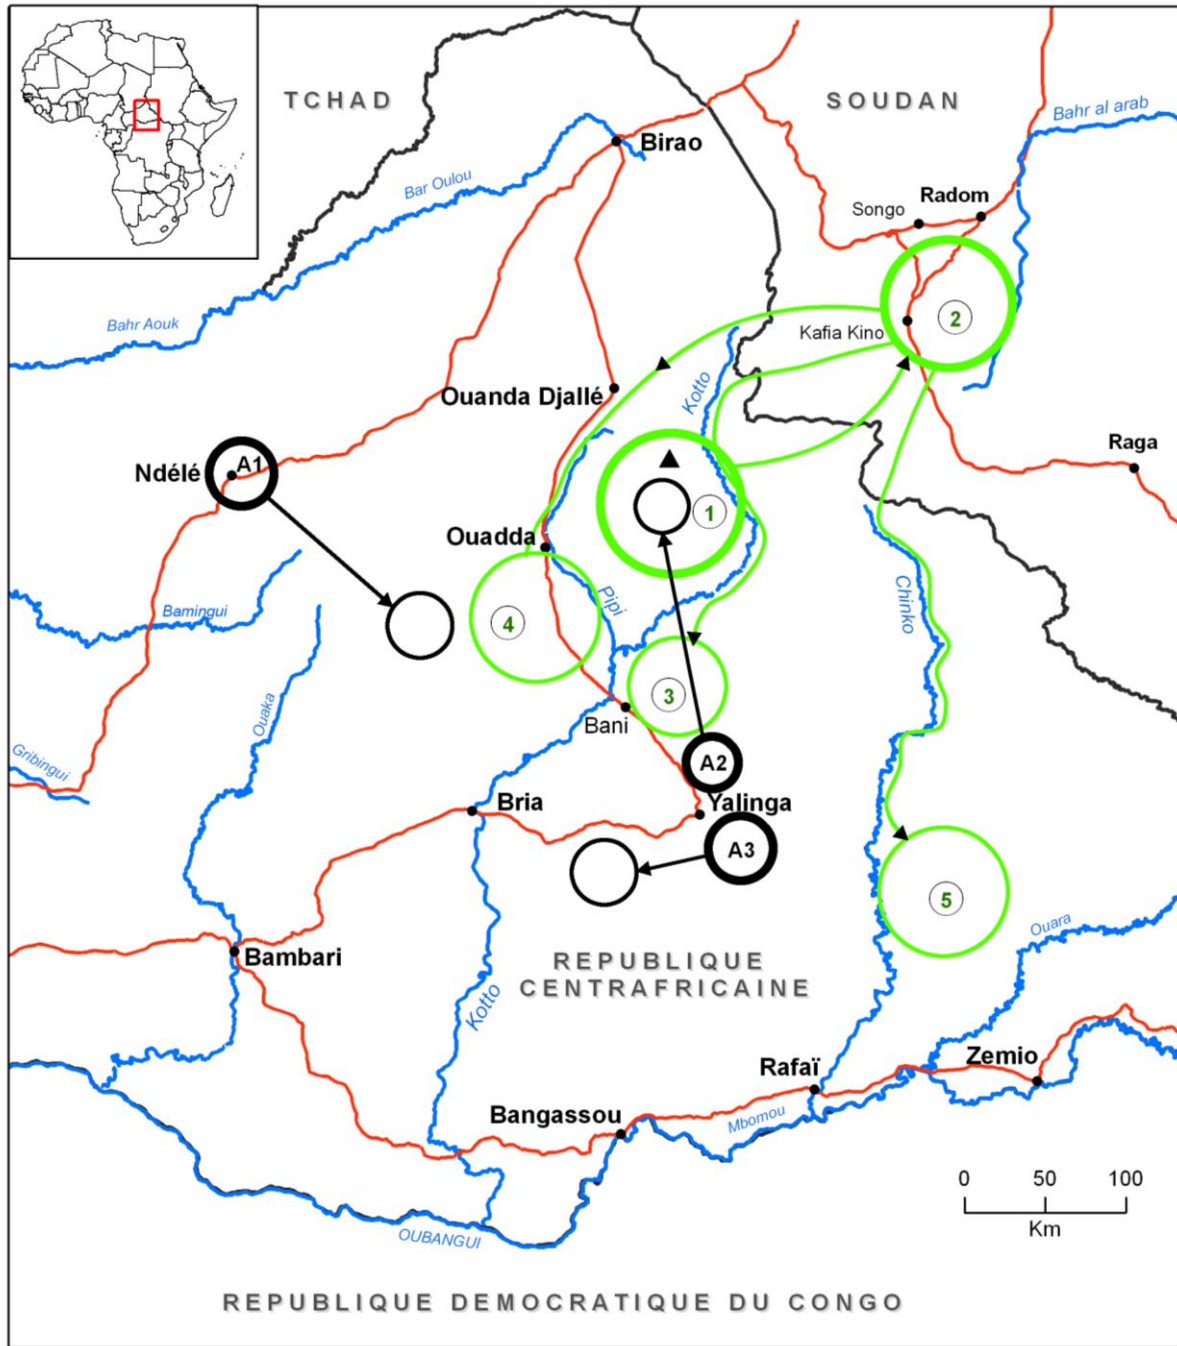 TCHAD
SOUDAN
Bahr al arab
Birao
Bar Oulou
Radom
Songo
2
Bahr Aouk
Kafia Kino
Kotto
Ouanda Djallé
Raga
Ndélé
A1
1
Ouadda
Pipi
Chinko
Bamingui
4
3
Ouaka
Bani
Gribingui
A2
Bria
Yalinga
A3
5
Ouara
Bambari
REPUBLIQUE
CENTRAFRICAINE
Kotto
Rafaï
Zemio
Bangassou
Mbomou
0 50 100
Km
OUBANGUI
REPUBLIQUE DEMOCRATIQUE DU CONGO